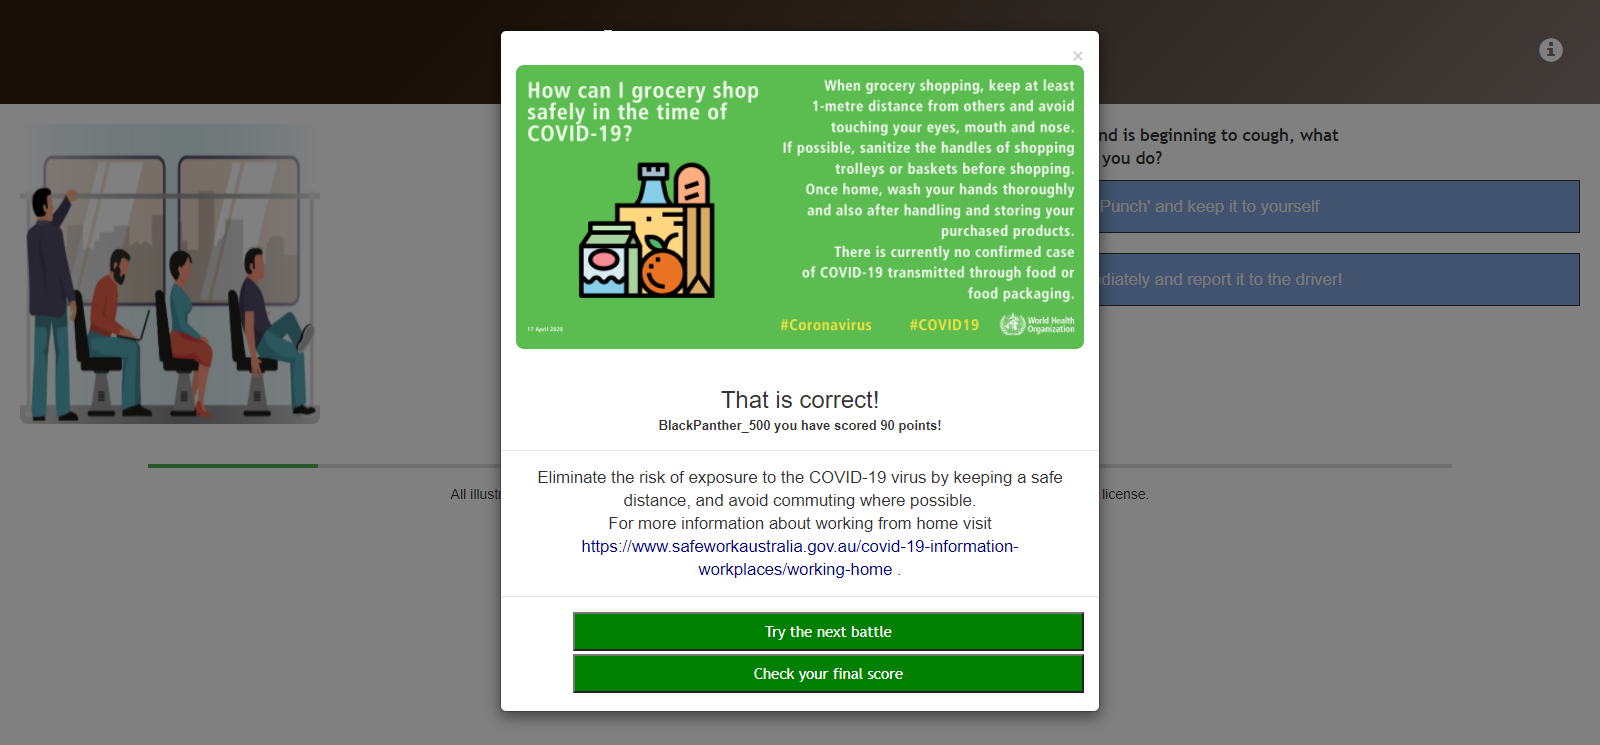 ×
How can I grocery shop
safely in the time of
COVID-19?
When grocery shopping, keep at least
1-metre distance from others and avoid
touching your eyes, mouth and nose.
If possible, sanitize the handles of shopping
trolleys or baskets before shopping.
Once home, wash your hands thoroughly
and also after handling and storing your
purchased products.
There is currently no confirmed case
of COVID-19 transmitted through food or
food packaging.
17 April 2020
#Coronavirus #COVID19
World Health
Organization
That is correct!
BlackPanther_500 you have scored 90 points!
Eliminate the risk of exposure to the COVID-19 virus by keeping a safe
distance, and avoid commuting where possible.
For more information about working from home visit
https://www.safeworkaustralia.gov.au/covid-19-information-
workplaces/working-home .
Try the next battle
Check your final score
is beginning to cough, what
you do?
Punch' and keep it to yourself
and report it to the driver!
All
license.